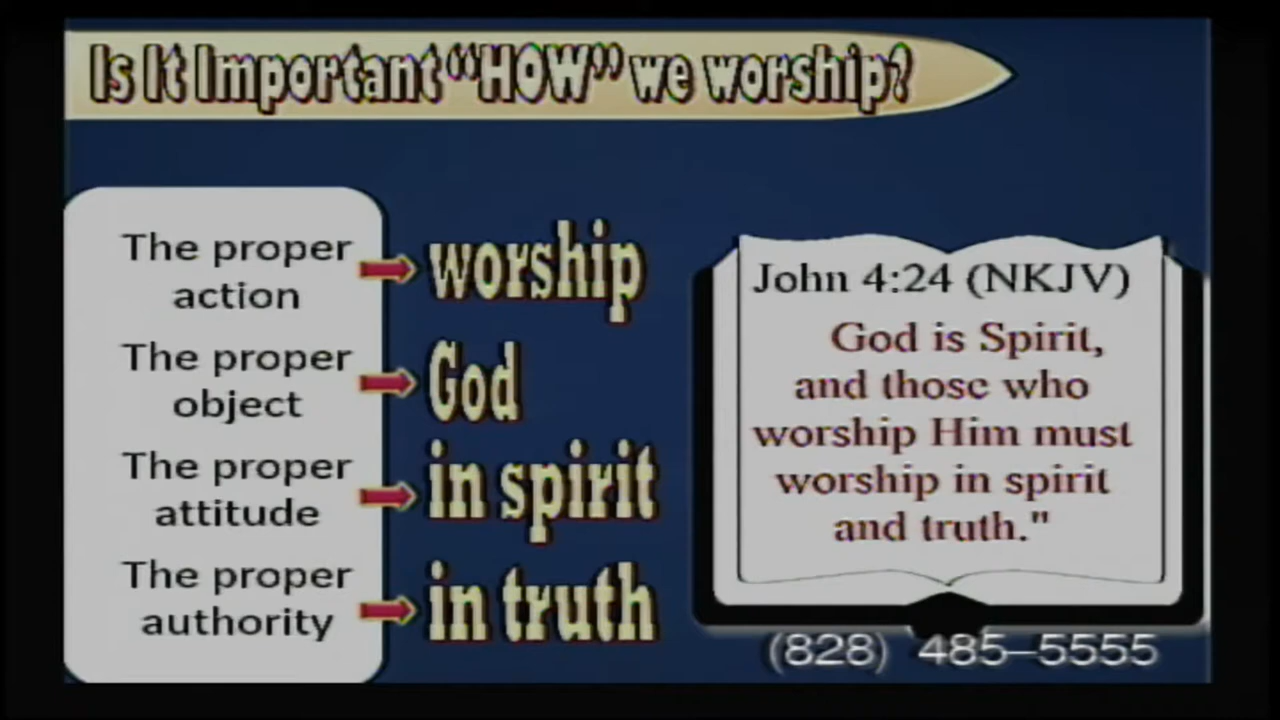 Is It Important “HOW” we worship?
The proper
action
worship
The proper
object
God
The proper
attitude
in spirit
The proper
authority
in truth
John 4:24 (NKJV)
God is Spirit,
and those who
worship Him must
worship in spirit
and truth."
(828) 485–5555